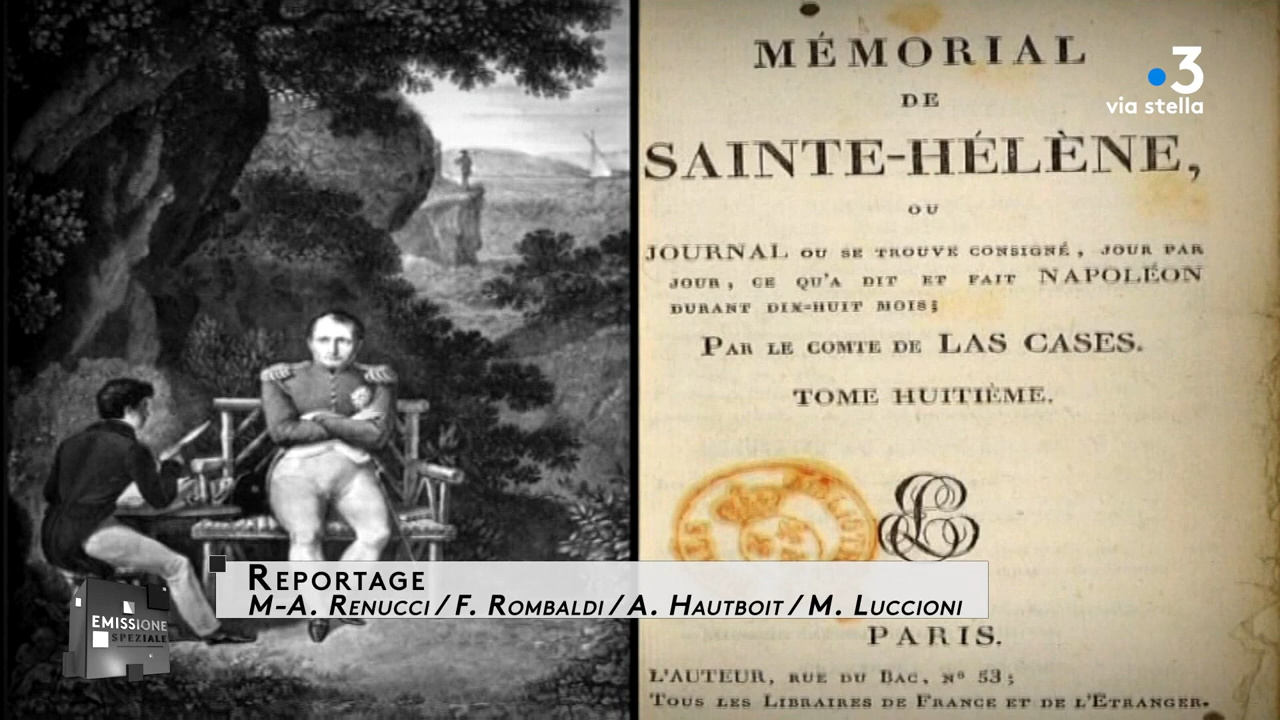 MÉMORIAL
DE
SAINTE-HÉLÈNE,
OU
JOURNAL OU SE TROUVE CONSIGNÉ, JOUR PAR
JOUR, CE QU'A DIT ET FAIT NAPOLÉON
DURANT DIX-HUIT MOIS;
PAR LE COMTE DE LAS CASES.
TOME HUITIÈME.
PARIS.
L'AUTEUR, RUE DU BAC, Nº 53;
TOUS LES LIBRAIRES DE FRANCE ET DE L'ETRANGER.
3
via stella
REPORTAGE
M-A. RENUCCI / F. ROMBALDI / A. HAUTBOIT / M. LUCCIONI
EMISSIONE
SPEZIALE